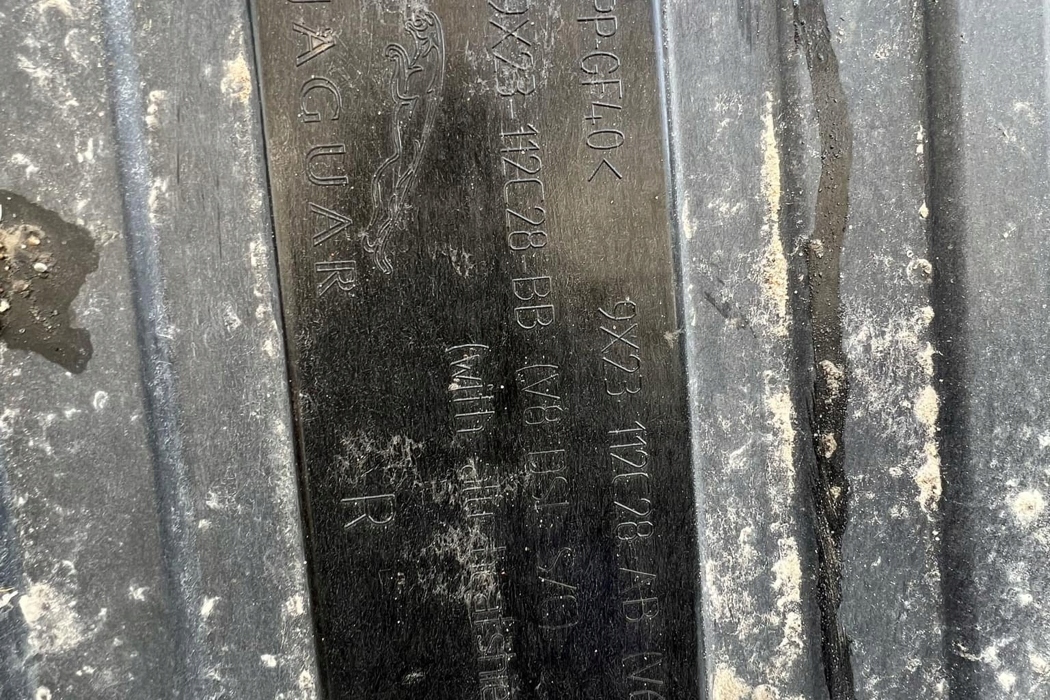 PP-GF40<
9X23 112C28-AB (V6
9X23-112C28-BB (V8 DSL S/C)
(with
JAGUAR